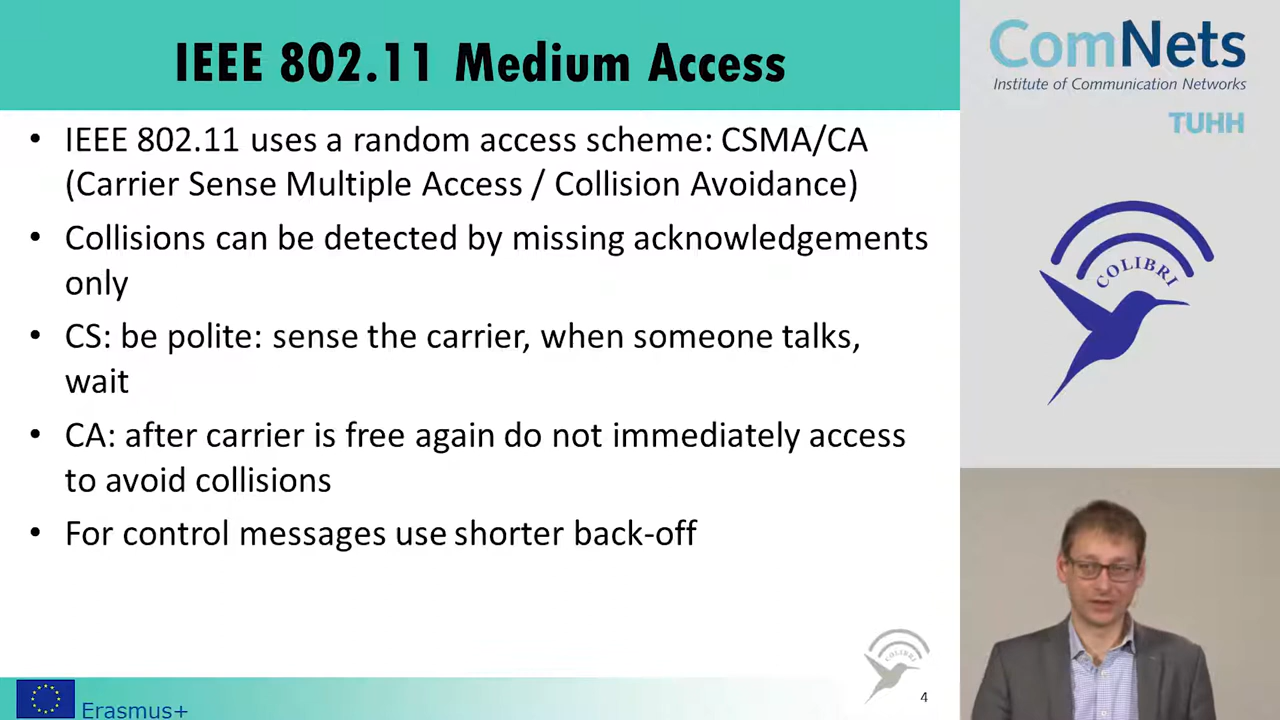 IEEE 802.11 Medium Access
• IEEE 802.11 uses a random access scheme: CSMA/CA
(Carrier Sense Multiple Access / Collision Avoidance)
• Collisions can be detected by missing acknowledgements
only
• CS: be polite: sense the carrier, when someone talks,
wait
• CA: after carrier is free again do not immediately access
to avoid collisions
• For control messages use shorter back-off
COLIBRI
4
Erasmus+
ComNets
Institute of Communication Networks
TUHH
COLIBRI